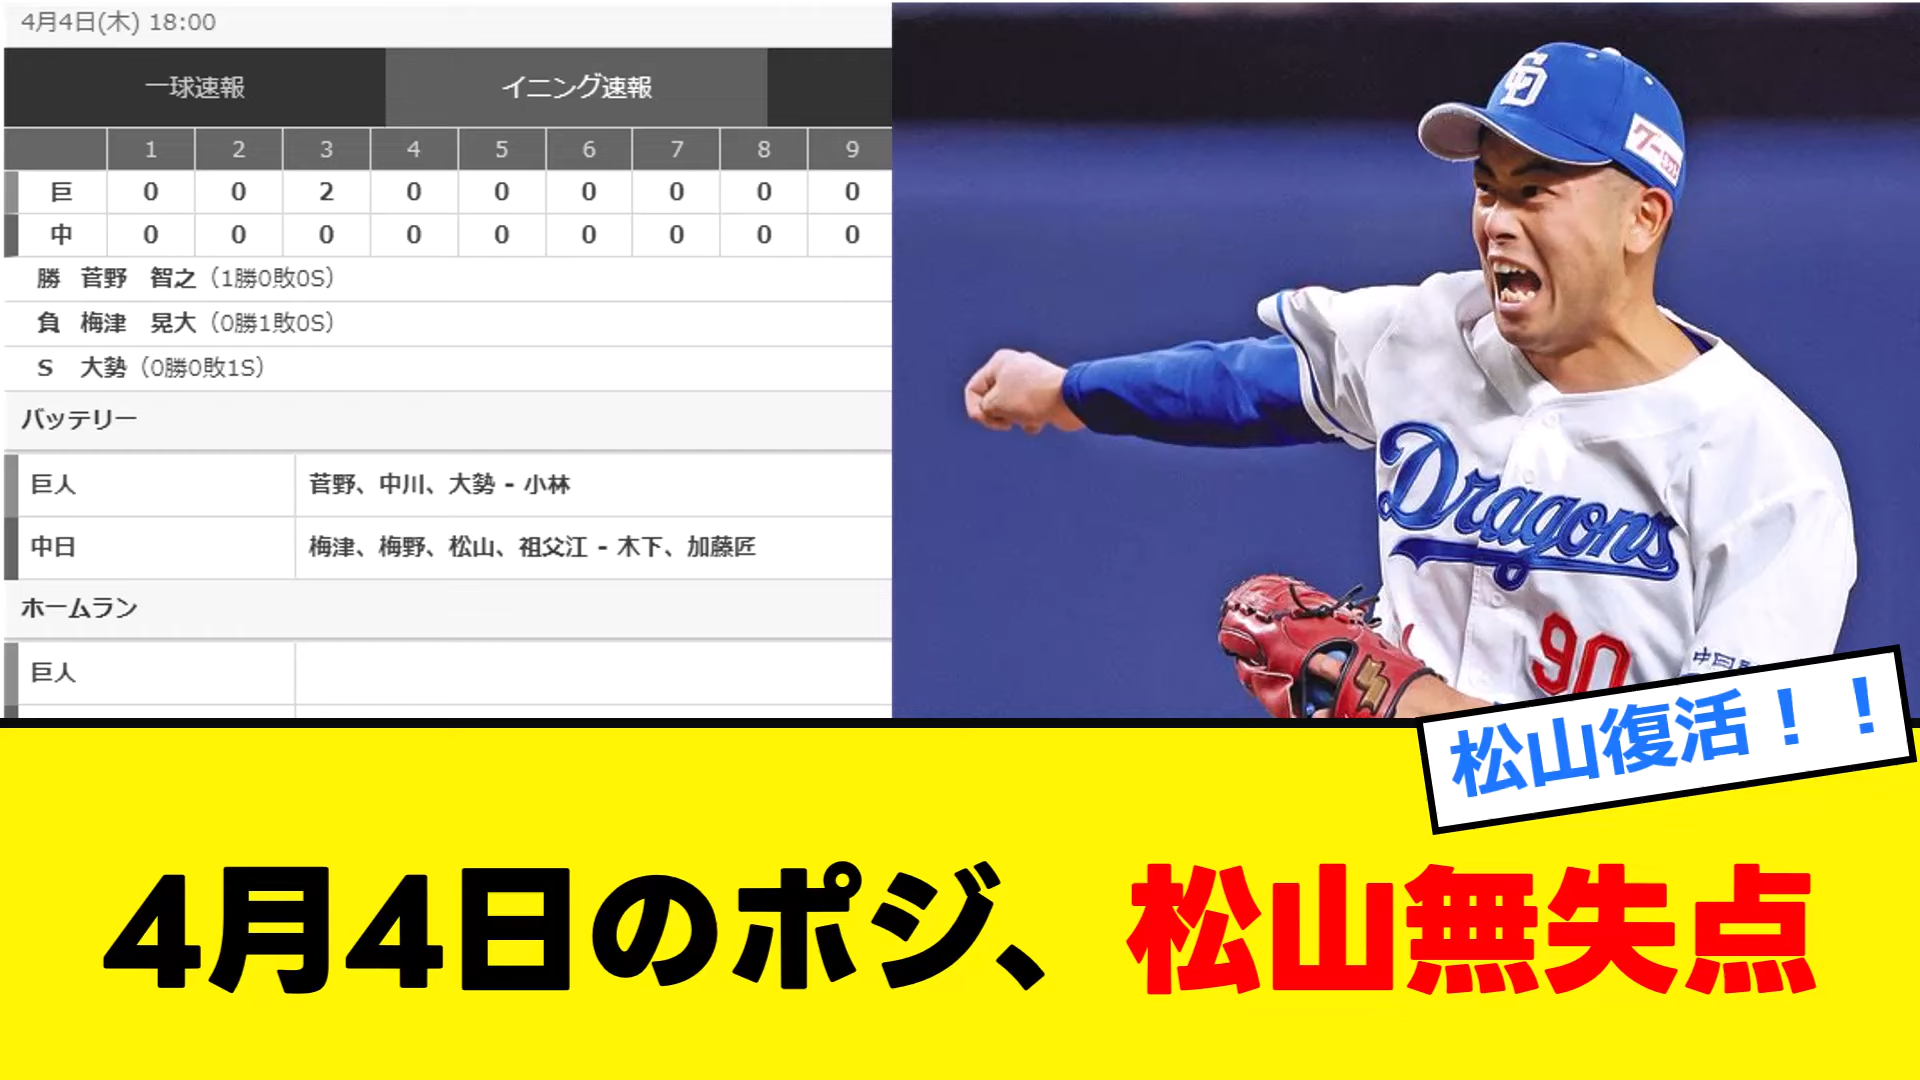 4月4日(木) 18:00
一球速報 イニング速報
1 2 3 4 5 6 7 8 9
巨 0 0 2 0 0 0 0 0 0
中 0 0 0 0 0 0 0 0 0
勝 菅野 智之（1勝0敗0S）
負 梅津 晃大（0勝1敗0S）
S 大勢（0勝0敗1S）
バッテリー
巨人 菅野、中川、大勢 - 小林
中日 梅津、梅野、松山、祖父江 - 木下、加藤匠
ホームラン
巨人
CD
Dragons
90
松山復活！！
4月4日のポジ、松山無失点